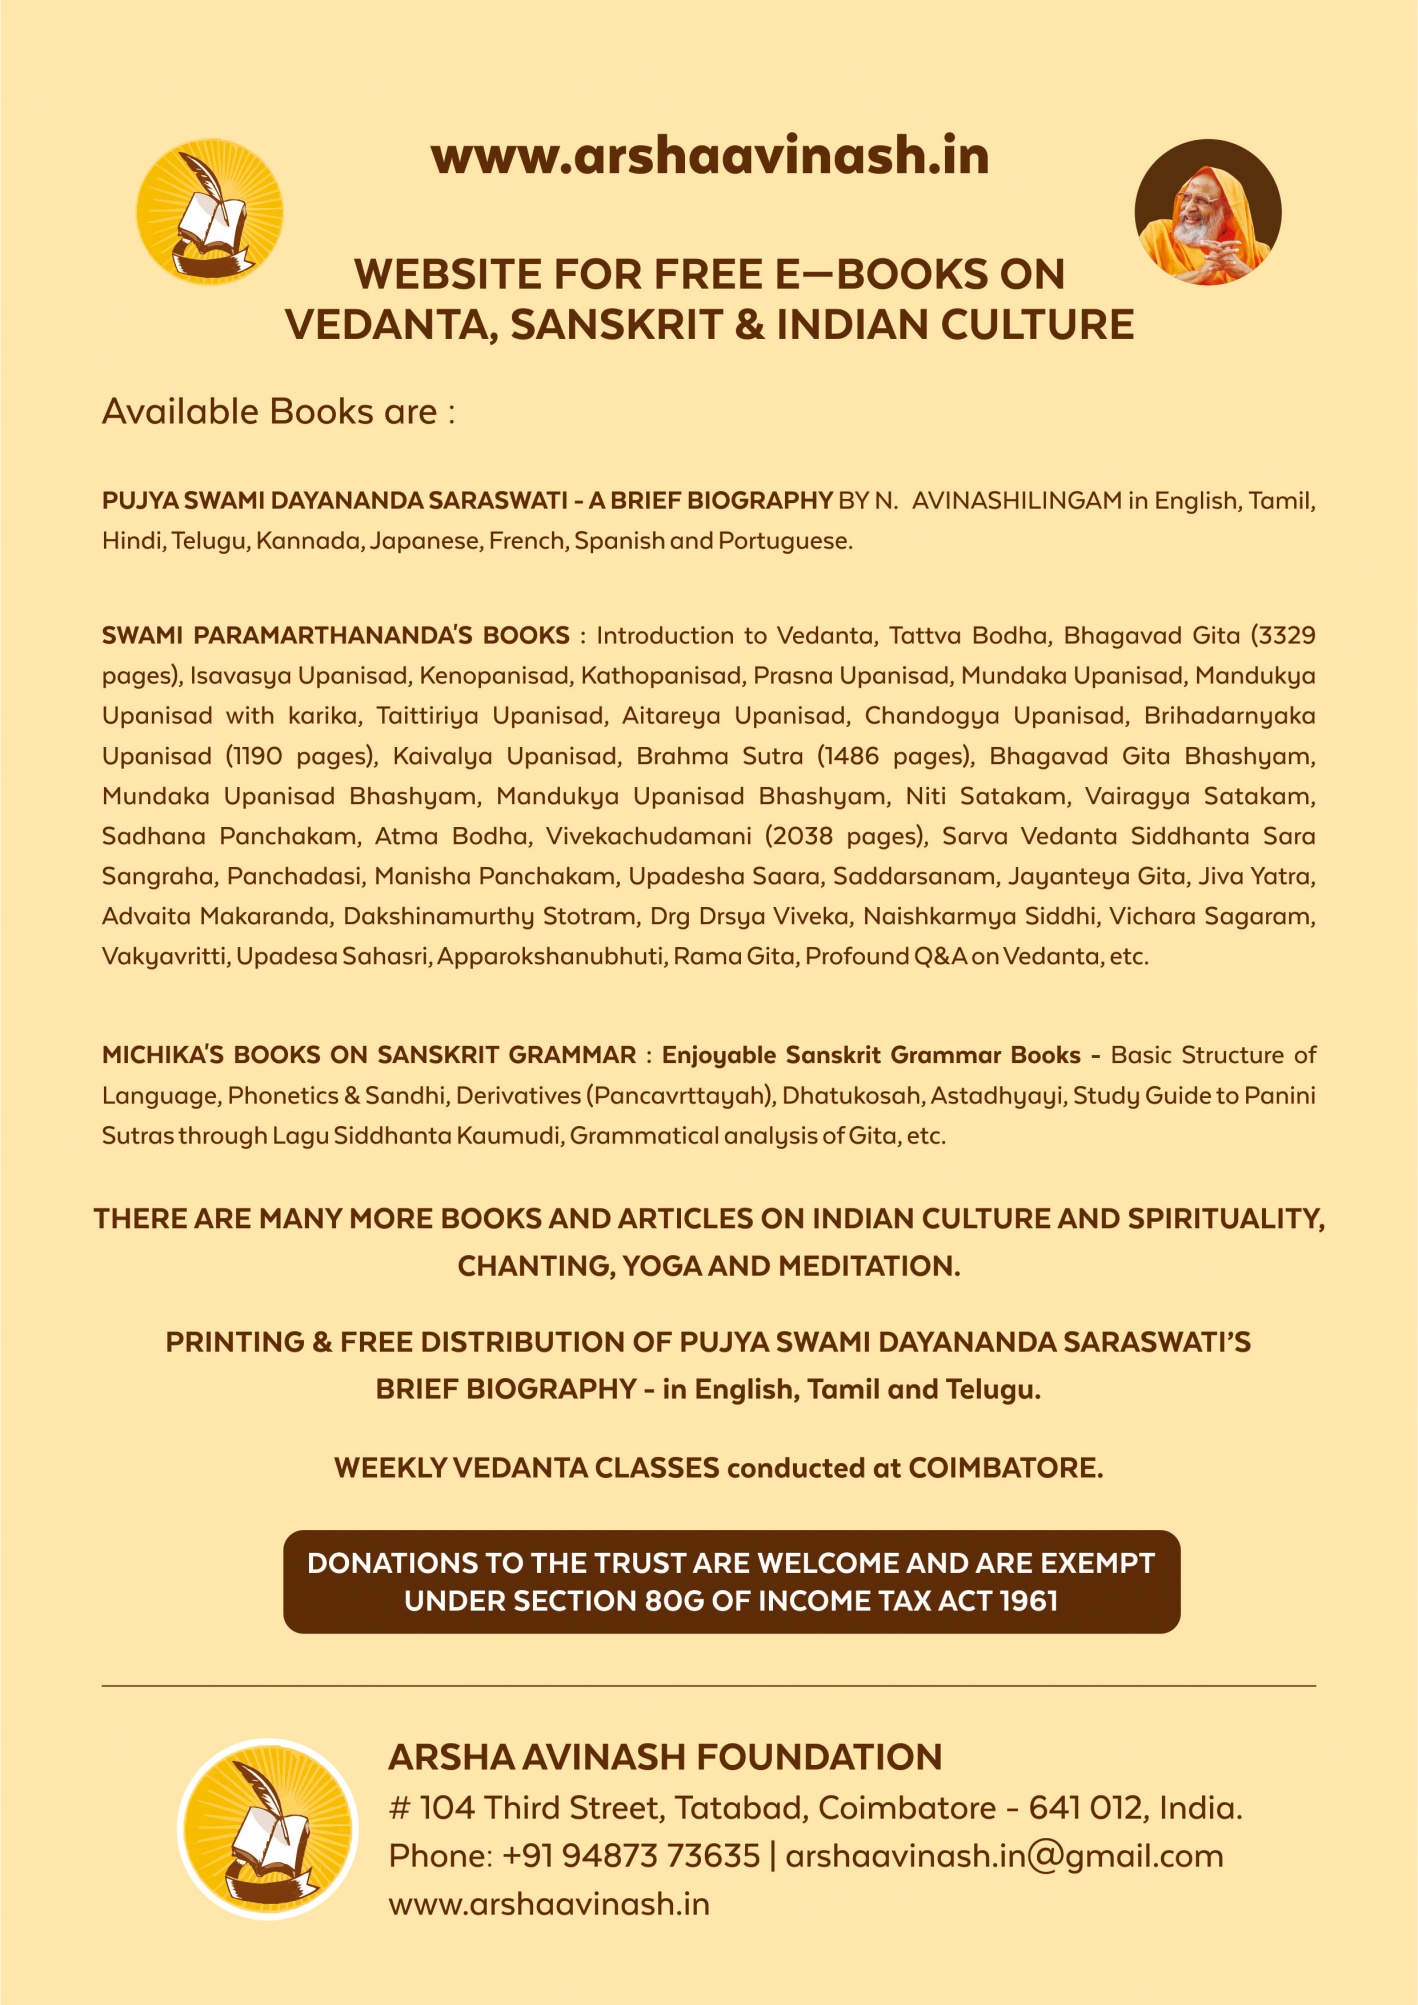 www.arshaavinash.in
WEBSITE FOR FREE E—BOOKS ON
VEDANTA, SANSKRIT & INDIAN CULTURE
Available Books are :
PUJYA SWAMI DAYANANDA SARASWATI - A BRIEF BIOGRAPHY BY N. AVINASHILINGAM in English, Tamil,
Hindi, Telugu, Kannada, Japanese, French, Spanish and Portuguese.
SWAMI PARAMARTHANANDA'S BOOKS : Introduction to Vedanta, Tattva Bodha, Bhagavad Gita (3329
pages), Isavasya Upanisad, Kenopanisad, Kathopanisad, Prasna Upanisad, Mundaka Upanisad, Mandukya
Upanisad with karika, Taittiriya Upanisad, Aitareya Upanisad, Chandogya Upanisad, Brihadarnyaka
Upanisad (1190 pages), Kaivalya Upanisad, Brahma Sutra (1486 pages), Bhagavad Gita Bhashyam,
Mundaka Upanisad Bhashyam, Mandukya Upanisad Bhashyam, Niti Satakam, Vairagya Satakam,
Sadhana Panchakam, Atma Bodha, Vivekachudamani (2038 pages), Sarva Vedanta Siddhanta Sara
Sangraha, Panchadasi, Manisha Panchakam, Upadesha Saara, Saddarsanam, Jayanteya Gita, Jiva Yatra,
Advaita Makaranda, Dakshinamurthy Stotram, Drg Drsya Viveka, Naishkarmya Siddhi, Vichara Sagaram,
Vakyavritti, Upadesa Sahasri, Apparokshanubhuti, Rama Gita, Profound Q&A on Vedanta, etc.
MICHIKA'S BOOKS ON SANSKRIT GRAMMAR : Enjoyable Sanskrit Grammar Books - Basic Structure of
Language, Phonetics & Sandhi, Derivatives (Pancavrttayah), Dhatukosah, Astadhyayi, Study Guide to Panini
Sutras through Lagu Siddhanta Kaumudi, Grammatical analysis of Gita, etc.
THERE ARE MANY MORE BOOKS AND ARTICLES ON INDIAN CULTURE AND SPIRITUALITY,
CHANTING, YOGA AND MEDITATION.
PRINTING & FREE DISTRIBUTION OF PUJYA SWAMI DAYANANDA SARASWATI’S
BRIEF BIOGRAPHY - in English, Tamil and Telugu.
WEEKLY VEDANTA CLASSES conducted at COIMBATORE.
DONATIONS TO THE TRUST ARE WELCOME AND ARE EXEMPT
UNDER SECTION 80G OF INCOME TAX ACT 1961
ARSHA AVINASH FOUNDATION
# 104 Third Street, Tatabad, Coimbatore - 641 012, India.
Phone: +91 94873 73635 | arshaavinash.in@gmail.com
www.arshaavinash.in